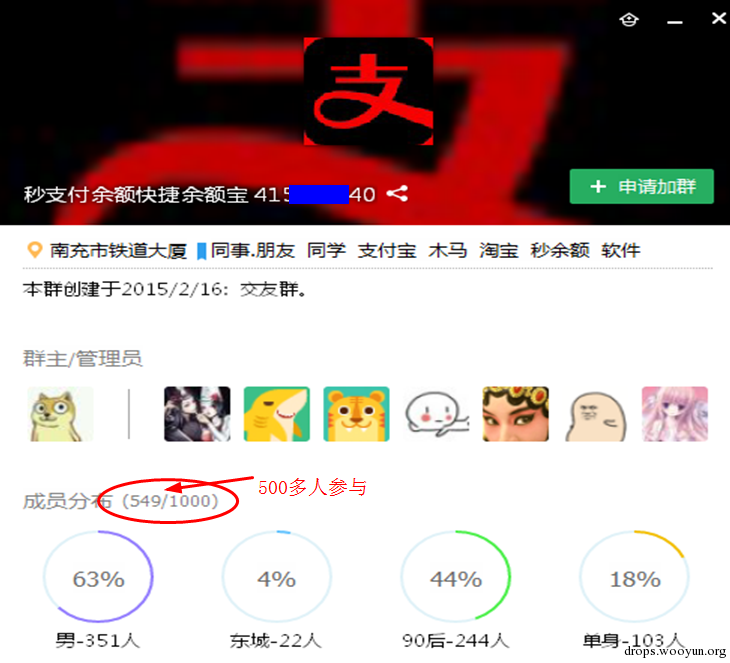 支
秒支付余额快捷余额宝 415 40
+ 申请加群
南充市铁道大厦 同事.朋友 同学 支付宝 木马 淘宝 秒余额 软件
本群创建于2015/2/16: 交友群。
群主/管理员
成员分布 (549/1000) 500多人参与
63% 4% 44% 18%
男-351人 东城-22人 90后-244人 单身-103人
drops.wooyun.org